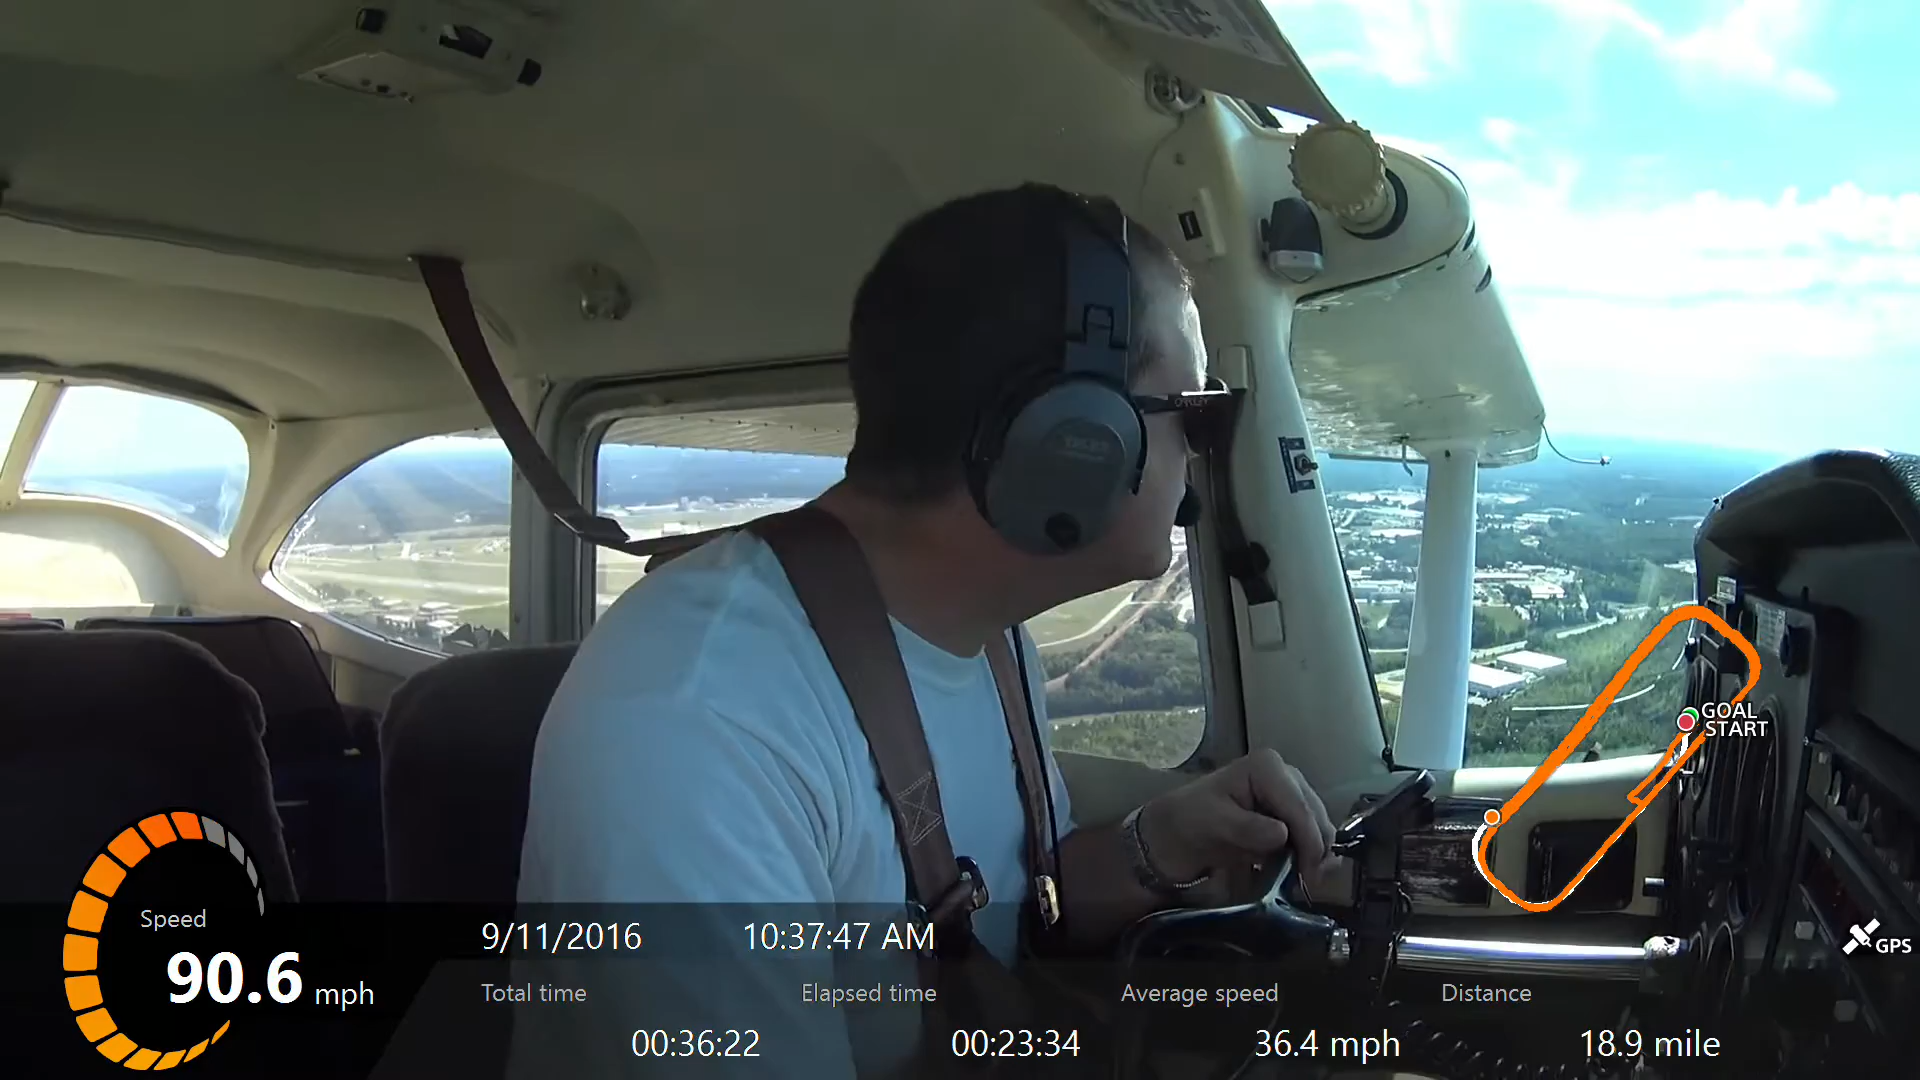 OAKLEY
GOAL
START
Speed
90.6 mph
9/11/2016
10:37:47 AM
GPS
Total time
Elapsed time
Average speed
Distance
00:36:22
00:23:34
36.4 mph
18.9 mile